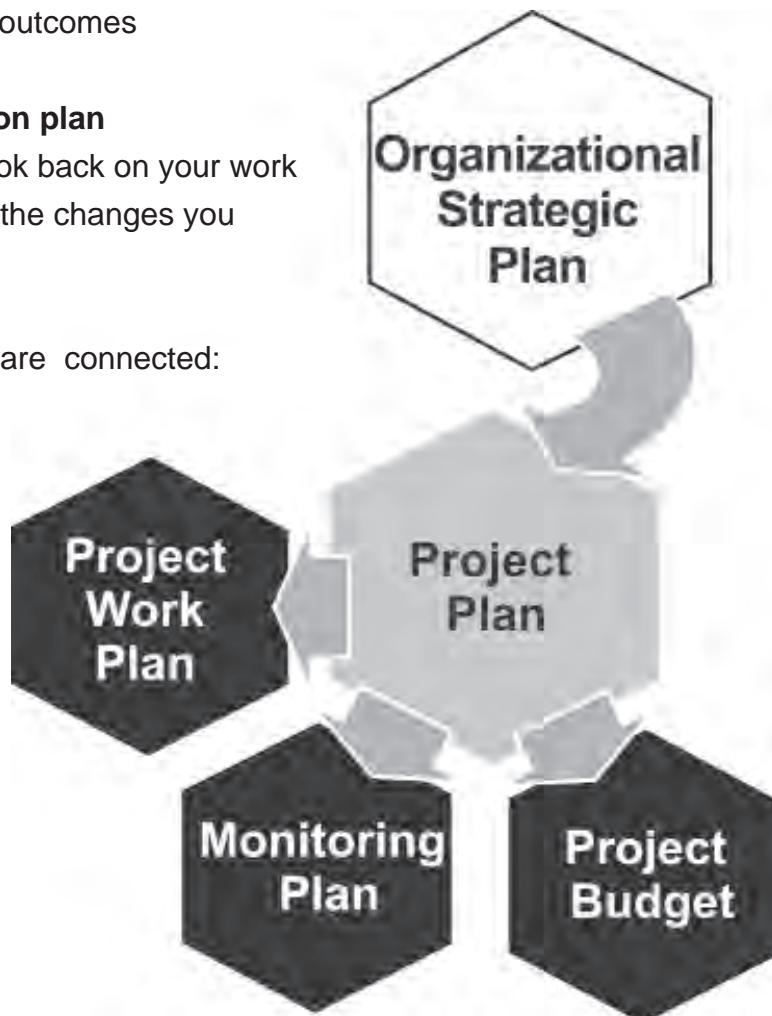 outcomes
on plan
ook back on your work
the changes you
are connected:
Organizational
Strategic
Plan
Project
Plan
Project
Work
Plan
Monitoring
Plan
Project
Budget